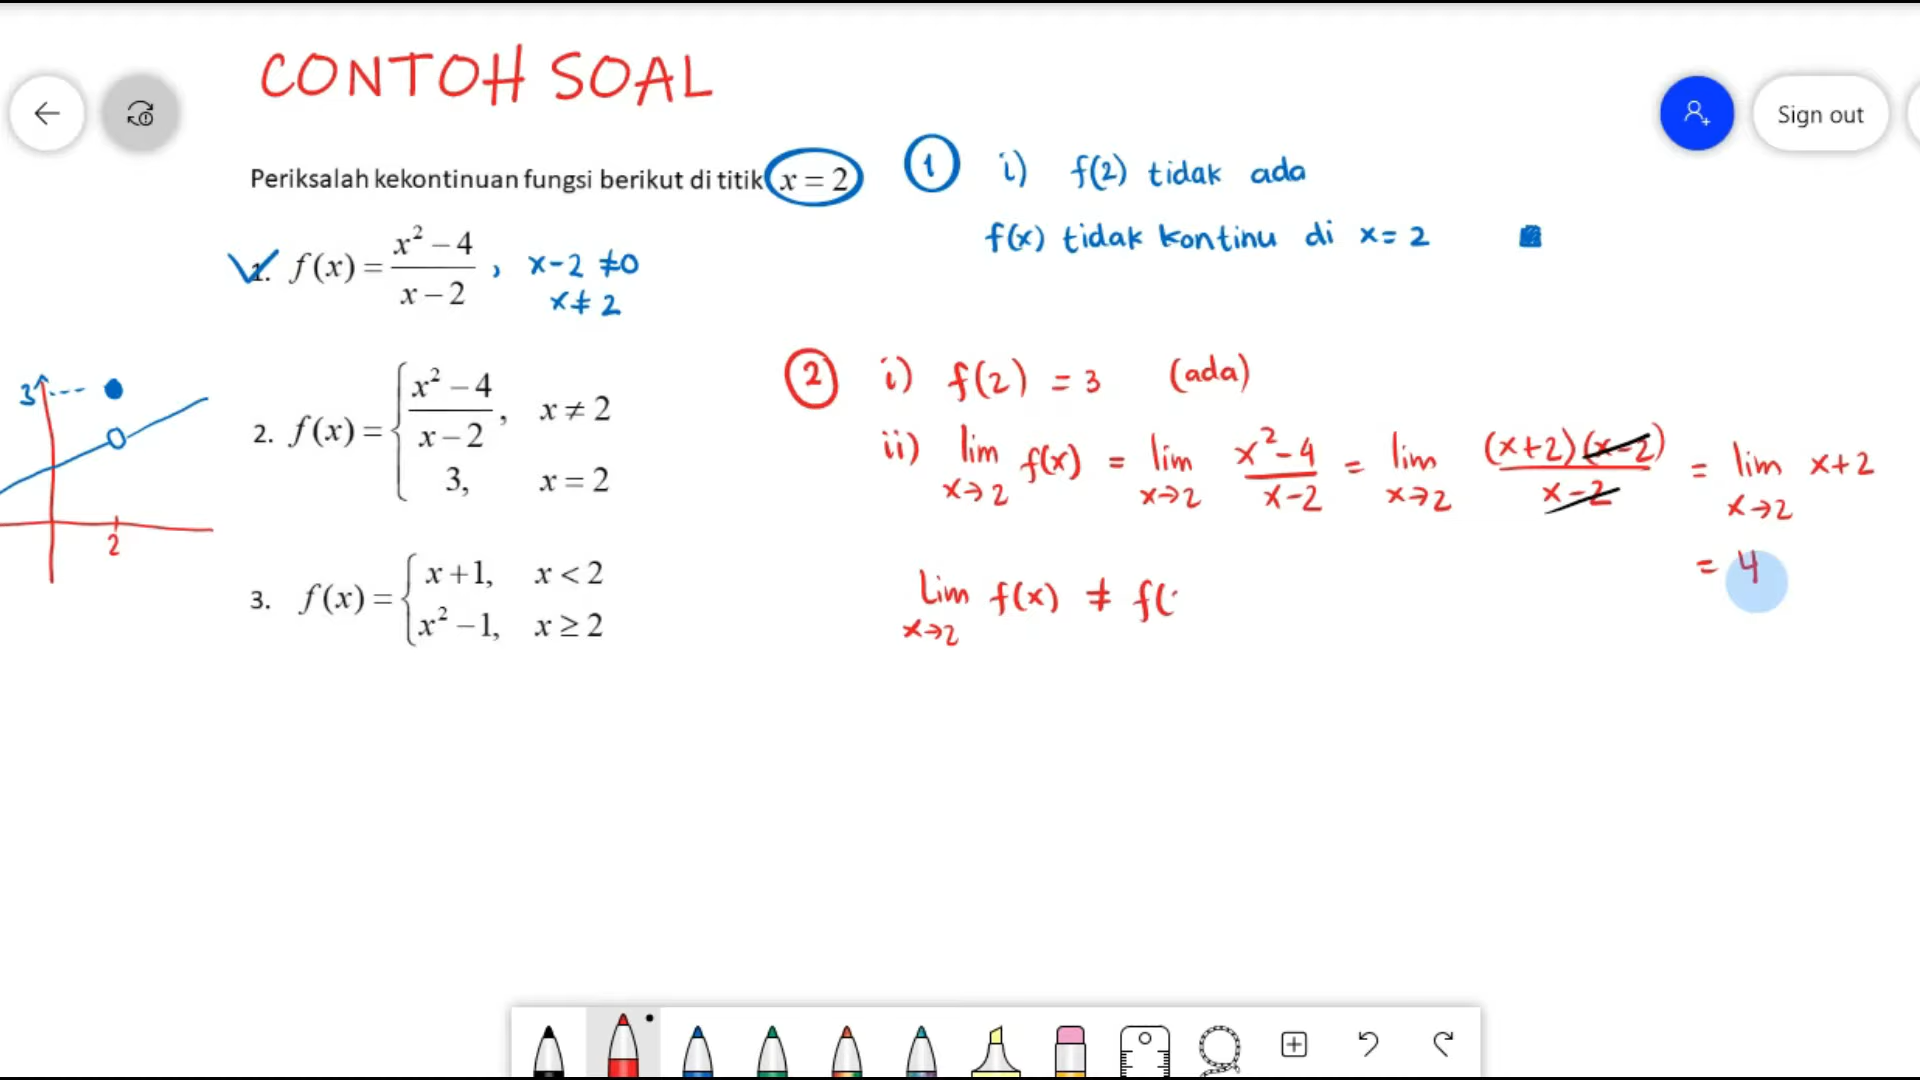 CONTOH SOAL
Sign out
Periksalah kekontinuan fungsi berikut di titik x = 2
1. f(x) = (x² − 4)/(x − 2) , x − 2 ≠ 0
x ≠ 2
2. f(x) = { (x² − 4)/(x − 2), x ≠ 2
3, x = 2
3. f(x) = { x + 1, x < 2
x² − 1, x ≥ 2
3
2
① i) f(2) tidak ada
f(x) tidak kontinu di x = 2
② i) f(2) = 3 (ada)
ii) lim x→2 f(x) = lim x→2 (x² − 4)/(x − 2) = lim x→2 (x+2)(x−2)/(x−2) = lim x→2 x+2
= 4
Lim x→2 f(x) ≠ f(